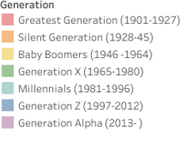 Generation
Greatest Generation (1901-1927)
Silent Generation (1928-45)
Baby Boomers (1946 -1964)
Generation X (1965-1980)
Millennials (1981-1996)
Generation Z (1997-2012)
Generation Alpha (2013- )